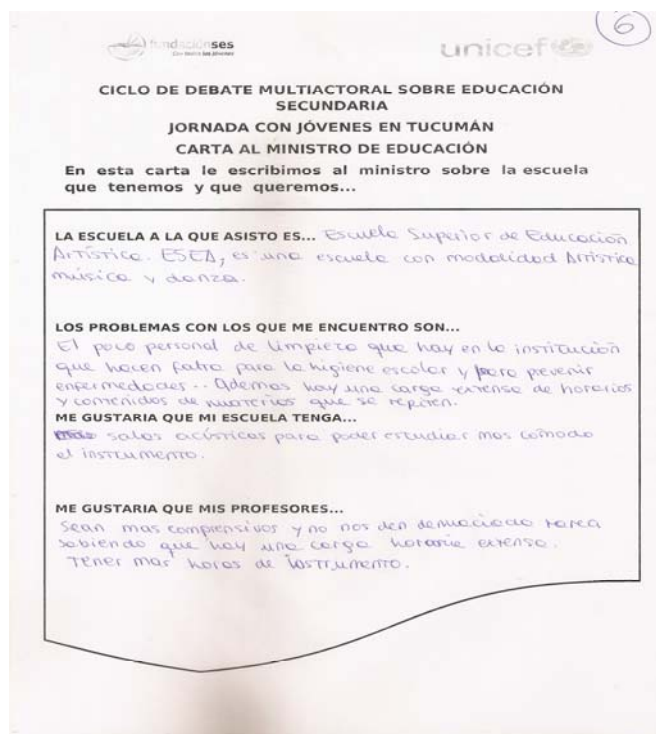 6
fundación ses
unicef
CICLO DE DEBATE MULTIACTORAL SOBRE EDUCACIÓN
SECUNDARIA
JORNADA CON JÓVENES EN TUCUMÁN
CARTA AL MINISTRO DE EDUCACIÓN
En esta carta le escribimos al ministro sobre la escuela
que tenemos y que queremos...
LA ESCUELA A LA QUE ASISTO ES... Escuela Superior de Educación
Artística. ESEA, es una escuela con modalidad Artística
música y danza.
LOS PROBLEMAS CON LOS QUE ME ENCUENTRO SON...
El poco personal de limpieza que hay en la institución
que hacen falta para la higiene escolar y para prevenir
enfermedades.. Ademas hay una carga extensa de horarios
y contenidos de materias que se repiten.
ME GUSTARIA QUE MI ESCUELA TENGA...
salas acústicas para poder estudiar mas comodo
el instrumento.
ME GUSTARIA QUE MIS PROFESORES...
Sean mas comprensivos y no nos den demaciada tarea
sabiendo que hay una carga horaria extensa.
Tener mas horas de instrumento.